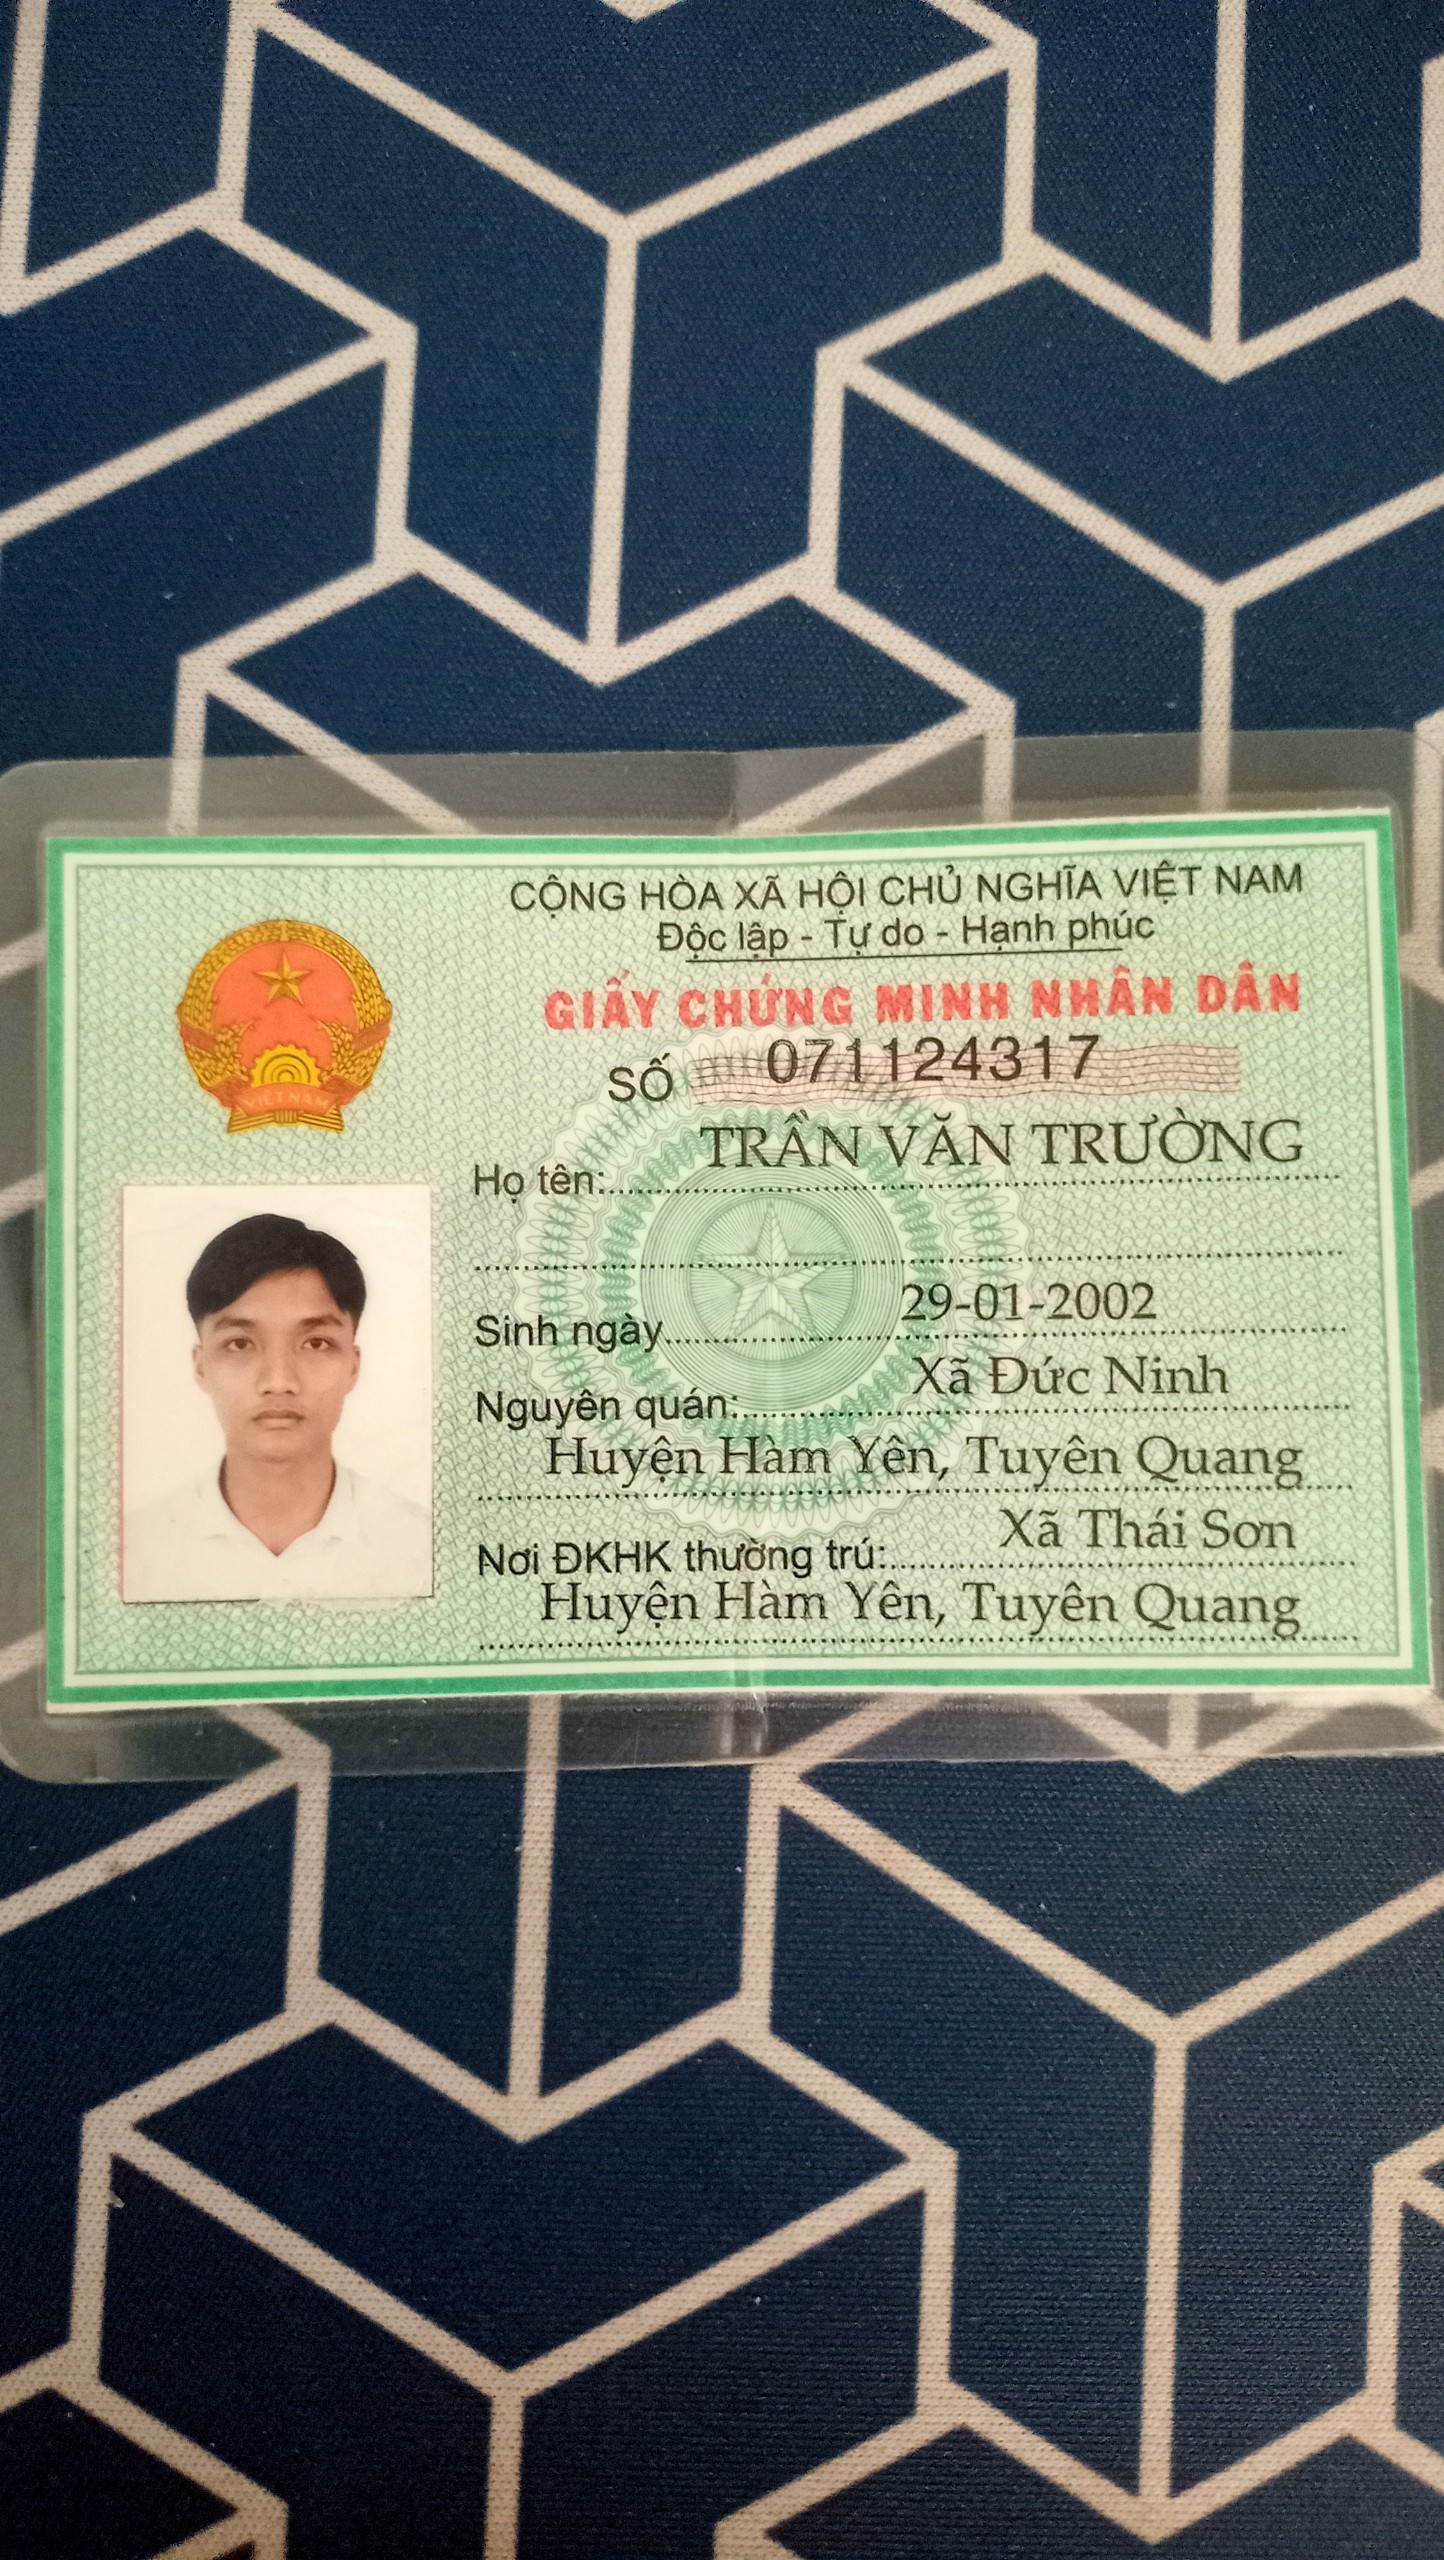 CỘNG HÒA XÃ HỘI CHỦ NGHĨA VIỆT NAM
Độc lập - Tự do - Hạnh phúc
GIẤY CHỨNG MINH NHÂN DÂN
SỐ 071124317
VIỆT NAM
Họ tên: TRẦN VĂN TRƯỜNG
Sinh ngày 29-01-2002
Nguyên quán: Xã Đức Ninh
Huyện Hàm Yên, Tuyên Quang
Nơi ĐKHK thường trú: Xã Thái Sơn
Huyện Hàm Yên, Tuyên Quang